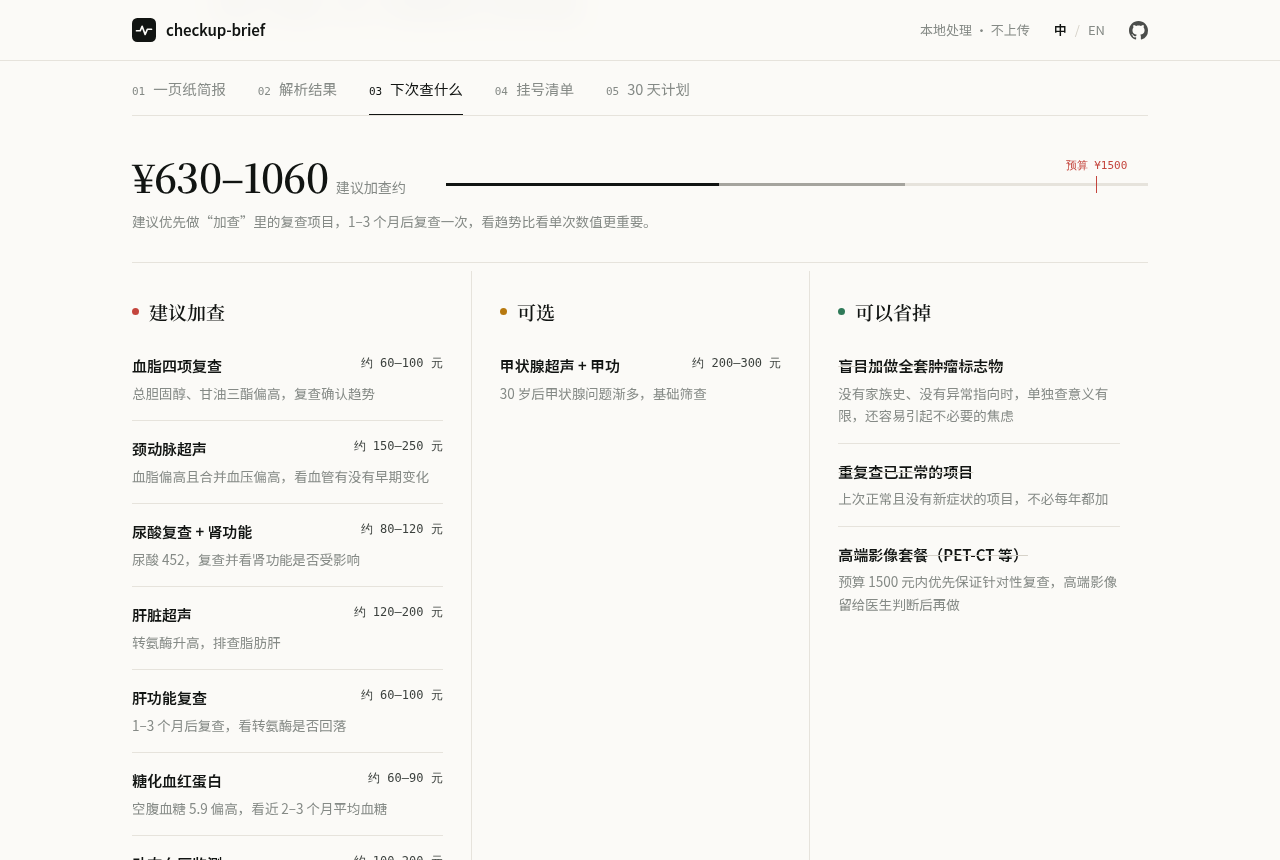 checkup-brief
本地处理 · 不上传
中 / EN
01 一页纸简报
02 解析结果
03 下次查什么
04 挂号清单
05 30 天计划
¥630–1060 建议加查约
预算 ¥1500
建议优先做“加查”里的复查项目，1–3 个月后复查一次，看趋势比看单次数值更重要。
建议加查
血脂四项复查 约 60–100 元
总胆固醇、甘油三酯偏高，复查确认趋势
颈动脉超声 约 150–250 元
血脂偏高且合并血压偏高，看血管有没有早期变化
尿酸复查 + 肾功能 约 80–120 元
尿酸 452，复查并看肾功能是否受影响
肝脏超声 约 120–200 元
转氨酶升高，排查脂肪肝
肝功能复查 约 60–100 元
1–3 个月后复查，看转氨酶是否回落
糖化血红蛋白 约 60–90 元
空腹血糖 5.9 偏高，看近 2–3 个月平均血糖
可选
甲状腺超声 + 甲功 约 200–300 元
30 岁后甲状腺问题渐多，基础筛查
可以省掉
盲目加做全套肿瘤标志物
没有家族史、没有异常指向时，单独查意义有
限，还容易引起不必要的焦虑
重复查已正常的项目
上次正常且没有新症状的项目，不必每年都加
高端影像套餐（PET-CT 等）
预算 1500 元内优先保证针对性复查，高端影像
留给医生判断后再做